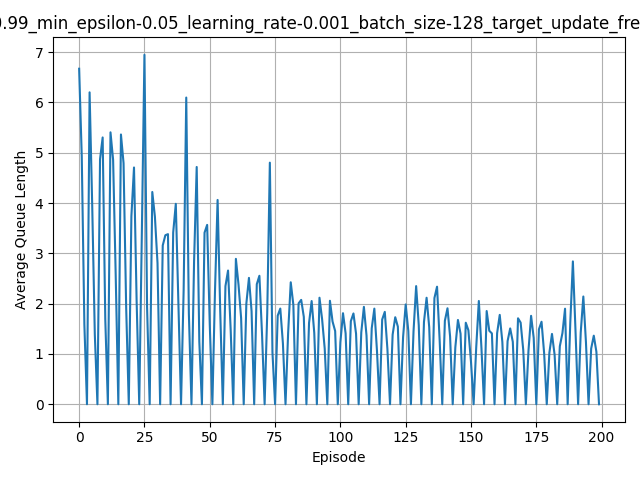 0.99_min_epsilon-0.05_learning_rate-0.001_batch_size-128_target_update_fre
7
6
5
4
3
2
1
0
Average Queue Length
0 25 50 75 100 125 150 175 200
Episode